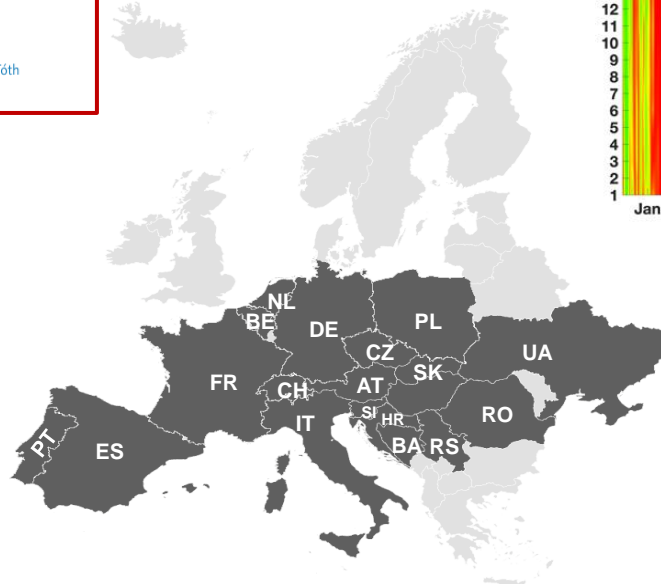 óth
12
11
10
9
8
7
6
5
4
3
2
1
Jan
NL
BE
DE
PL
CZ
UA
SK
FR
CH
AT
IT
SI
HR
RO
BA
RS
PT
ES